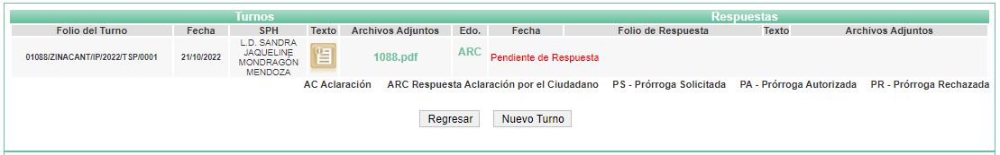 Turnos Respuestas
Folio del Turno Fecha SPH Texto Archivos Adjuntos Edo. Fecha Folio de Respuesta Texto Archivos Adjuntos
01088/ZINACANT/IP/2022/TSP/0001 21/10/2022 L.D. SANDRA
JAQUELINE
MONDRAGÓN
MENDOZA
1088.pdf ARC Pendiente de Respuesta
AC Aclaración ARC Respuesta Aclaración por el Ciudadano PS - Prórroga Solicitada PA - Prórroga Autorizada PR - Prórroga Rechazada
Regresar Nuevo Turno